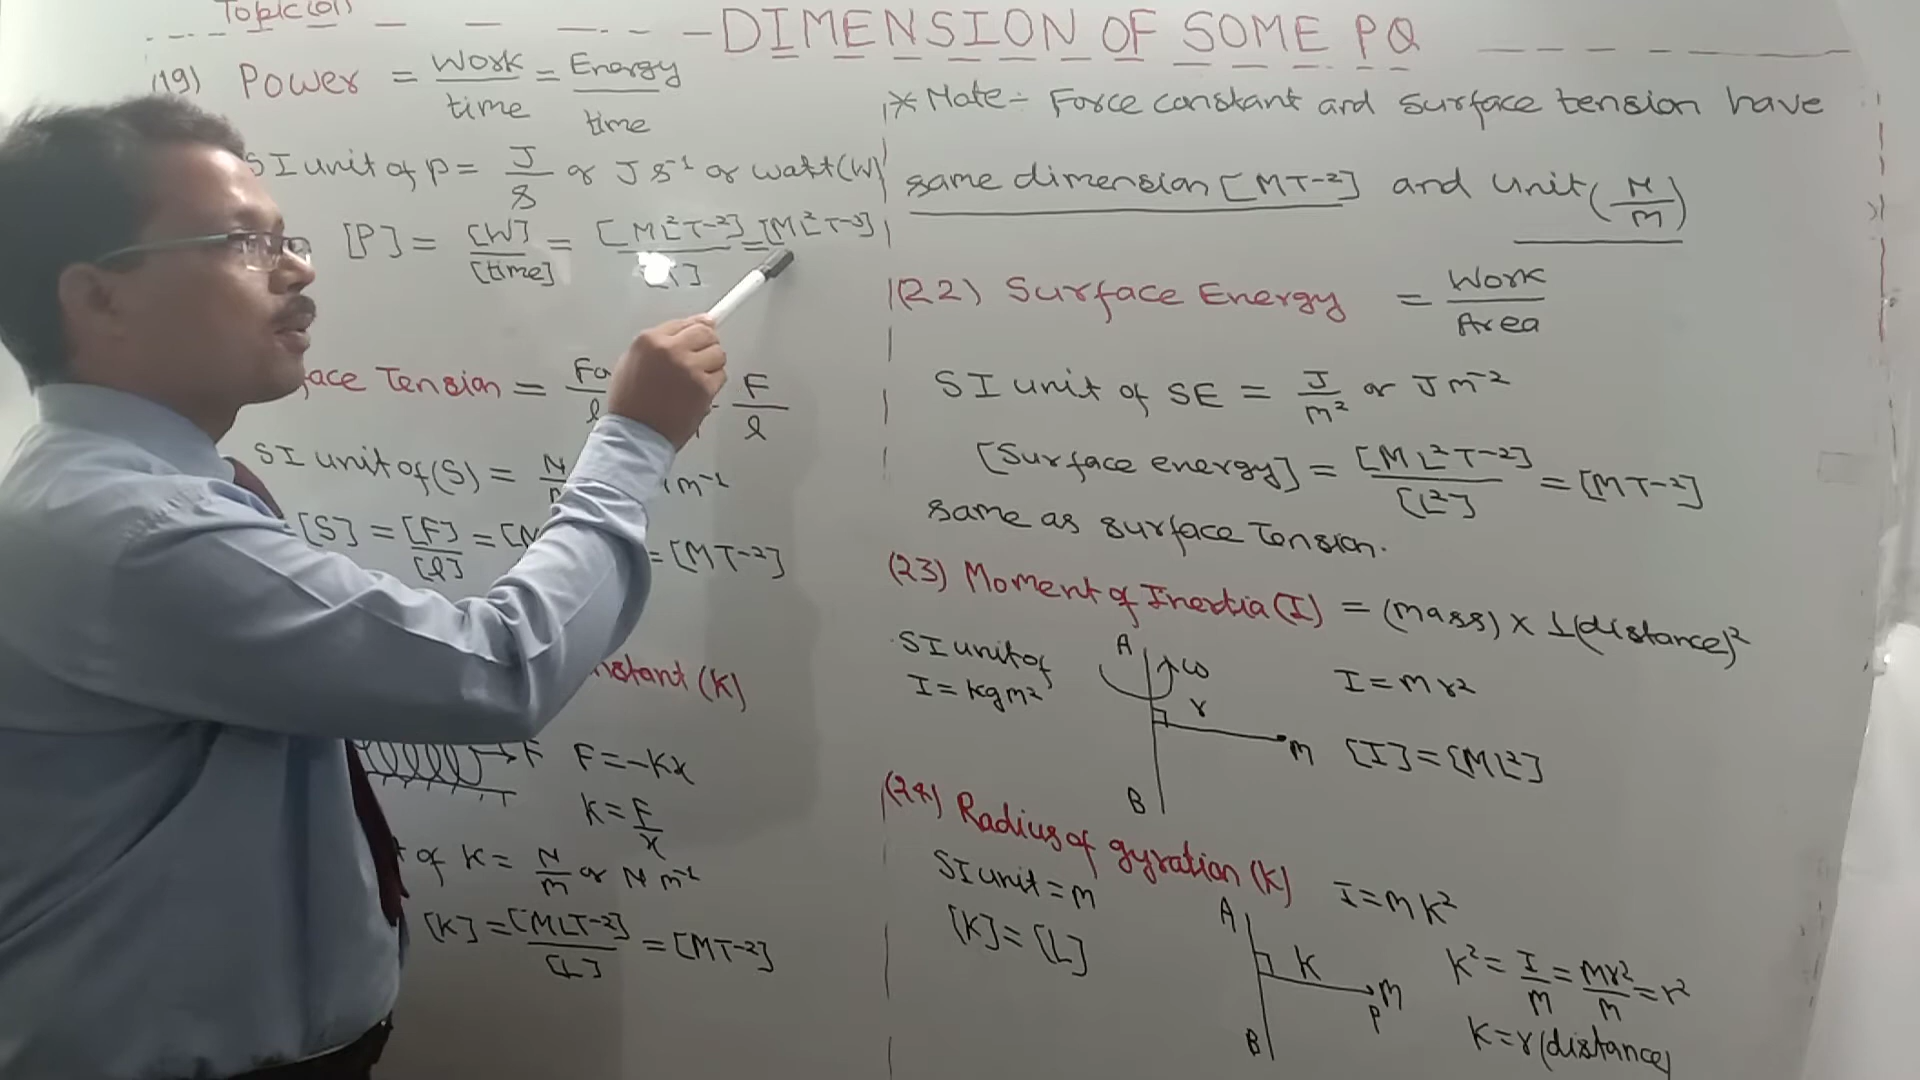 Topic (01)
DIMENSION OF SOME PQ
(19) Power = Work/time = Energy/time
SI unit of P = J/s or J s⁻¹ or watt (W)
[P] = [W]/[time] = [ML²T⁻²]/[T] = [ML²T⁻³]
face Tension = F/l
SI unit of (S) = N m⁻¹
[S] = [F]/[l] = = [MT⁻²]
nstant (K)
F F = -Kx
K = F/x
of K = N/m or N m⁻¹
[K] = [MLT⁻²]/[L] = [MT⁻²]
* Note - Force constant and surface tension have
same dimension [MT⁻²] and unit (N/m)
(22) Surface Energy = Work/Area
SI unit of SE = J/m² or J m⁻²
[Surface energy] = [ML²T⁻²]/[L²] = [MT⁻²]
same as surface Tension.
(23) Moment of Inertia (I) = (mass) × ⊥(distance)²
SI unit of
I = kgm²
A ω
r
m
B
I = mr²
[I] = [ML²]
(24) Radius of gyration (K)
SI unit = m
[K] = [L]
I = mK²
A
K
m
P
B
K² = I/m = mr²/m = r²
K = r (distance)